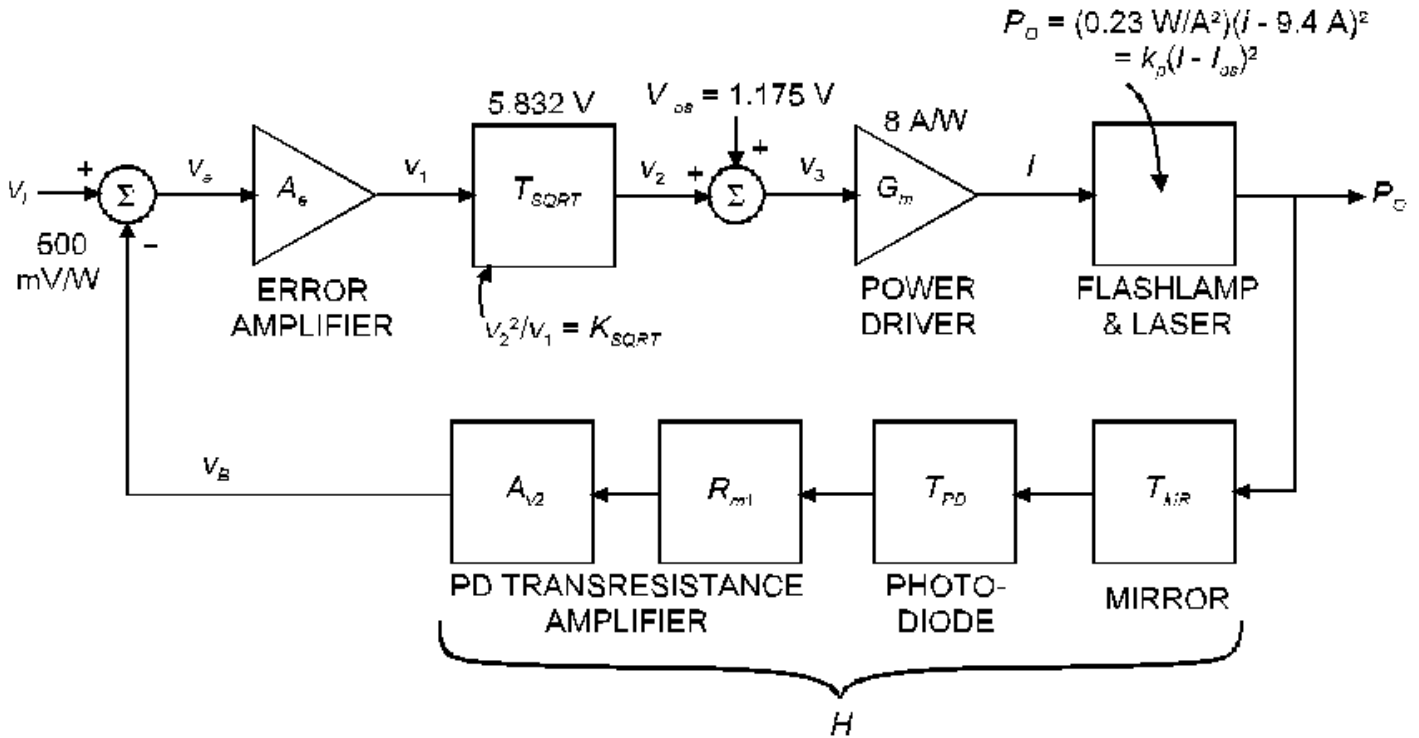 P_O = (0.23 W/A²)(I - 9.4 A)²
= k_p(I - I_os)²
5.832 V
V_os = 1.175 V
8 A/W
V_I
+
Σ
−
v_e
A_e
v_1
T_SQRT
v_2
+
Σ
+
v_3
G_m
I
P_O
500
mV/W
ERROR
AMPLIFIER
v_2²/v_1 = K_SQRT
POWER
DRIVER
FLASHLAMP
& LASER
v_B
A_v2
R_m1
T_PD
T_MIR
PD TRANSRESISTANCE
AMPLIFIER
PHOTO-
DIODE
MIRROR
H